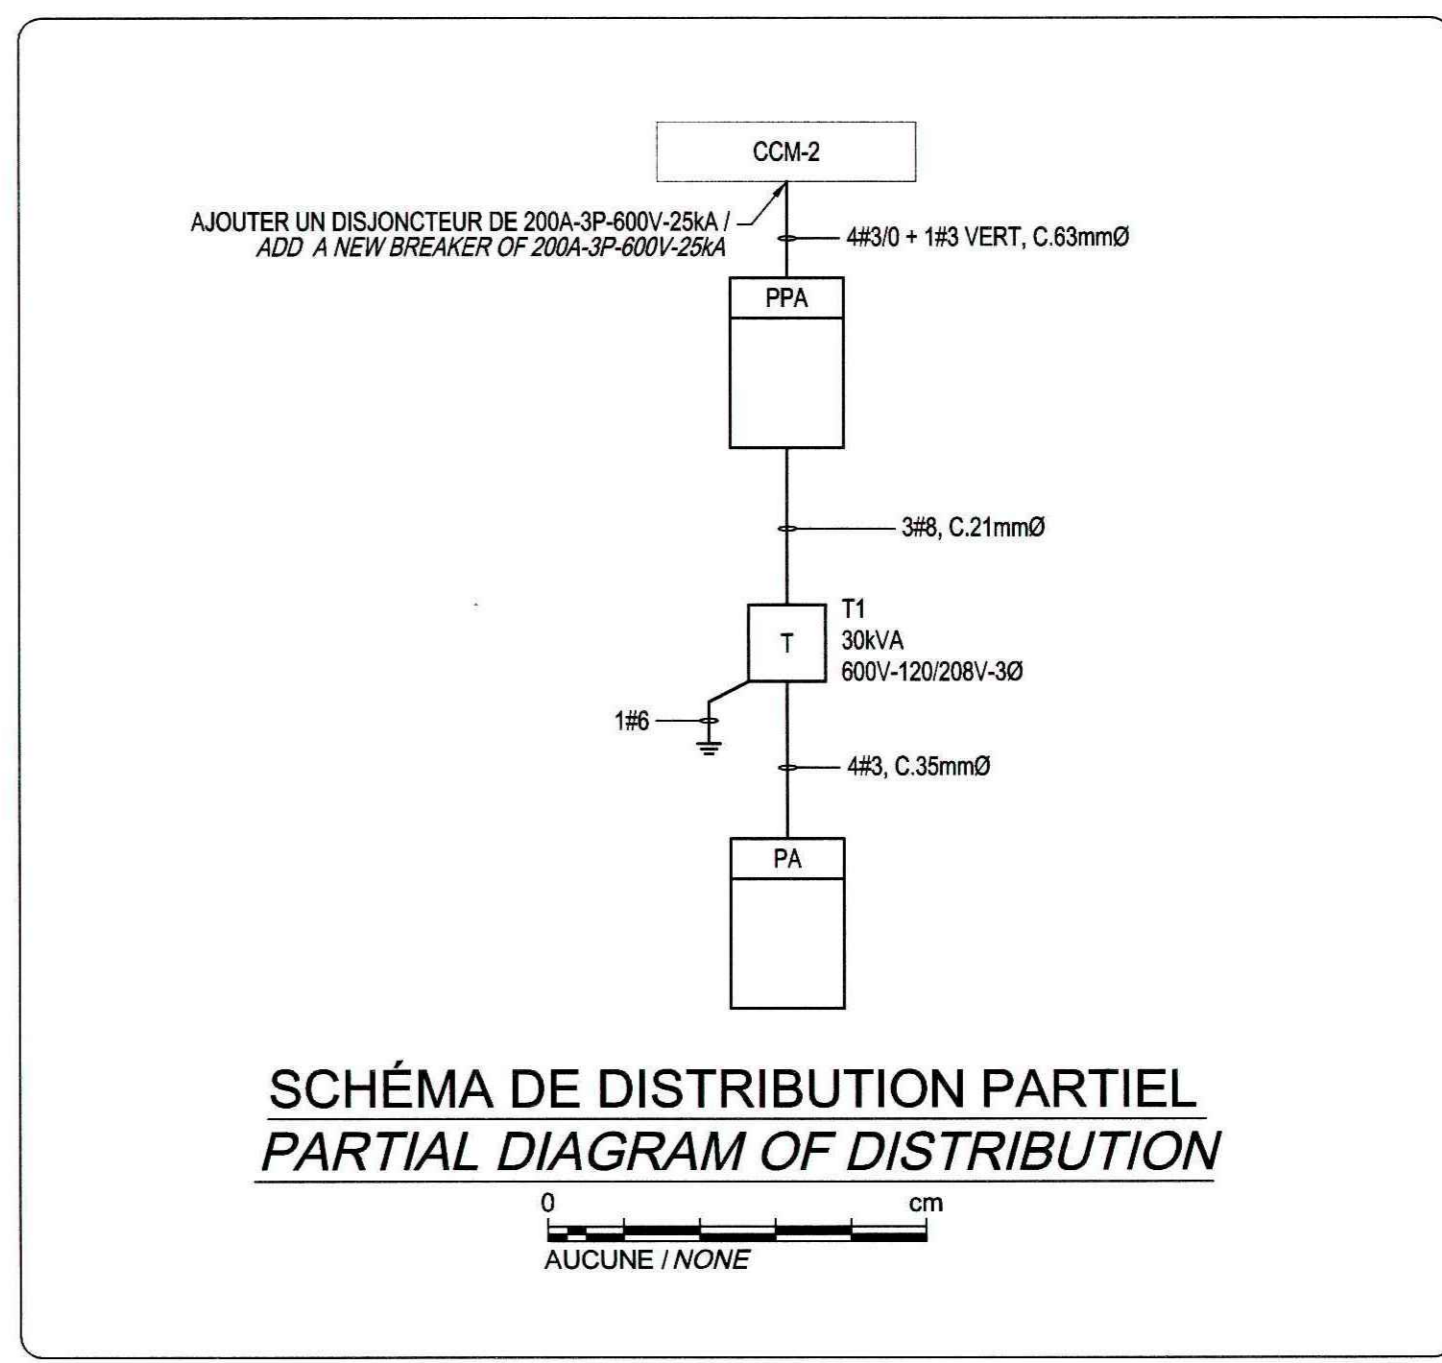 CCM-2
AJOUTER UN DISJONCTEUR DE 200A-3P-600V-25kA /
ADD A NEW BREAKER OF 200A-3P-600V-25kA
4#3/0 + 1#3 VERT, C.63mmØ
PPA
3#8, C.21mmØ
T
T1
30kVA
600V-120/208V-3Ø
1#6
4#3, C.35mmØ
PA
SCHÉMA DE DISTRIBUTION PARTIEL
PARTIAL DIAGRAM OF DISTRIBUTION
0 cm
AUCUNE / NONE